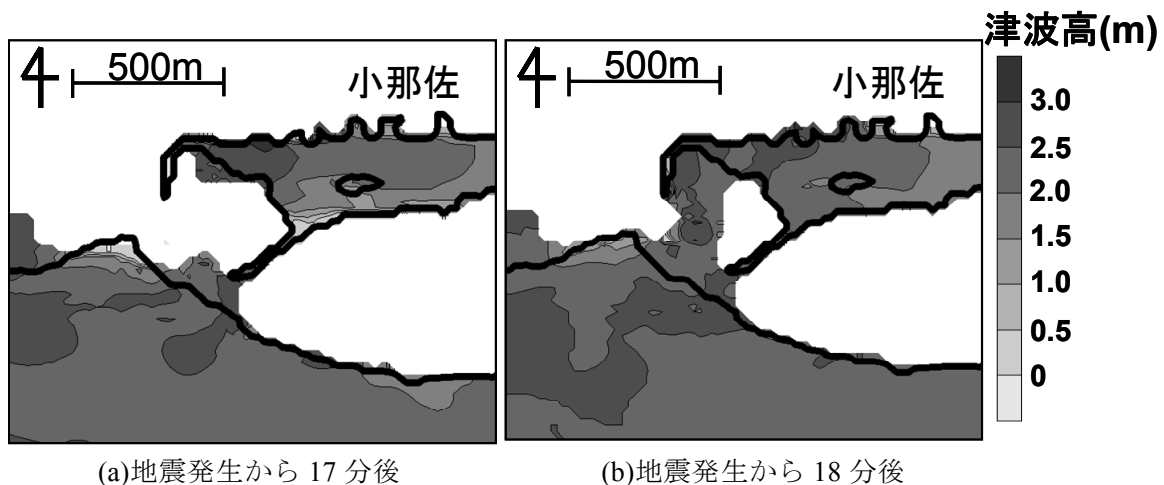 津波高(m)
500m
小那佐
500m
小那佐
3.0
2.5
2.0
1.5
1.0
0.5
0
(a)地震発生から 17 分後
(b)地震発生から 18 分後